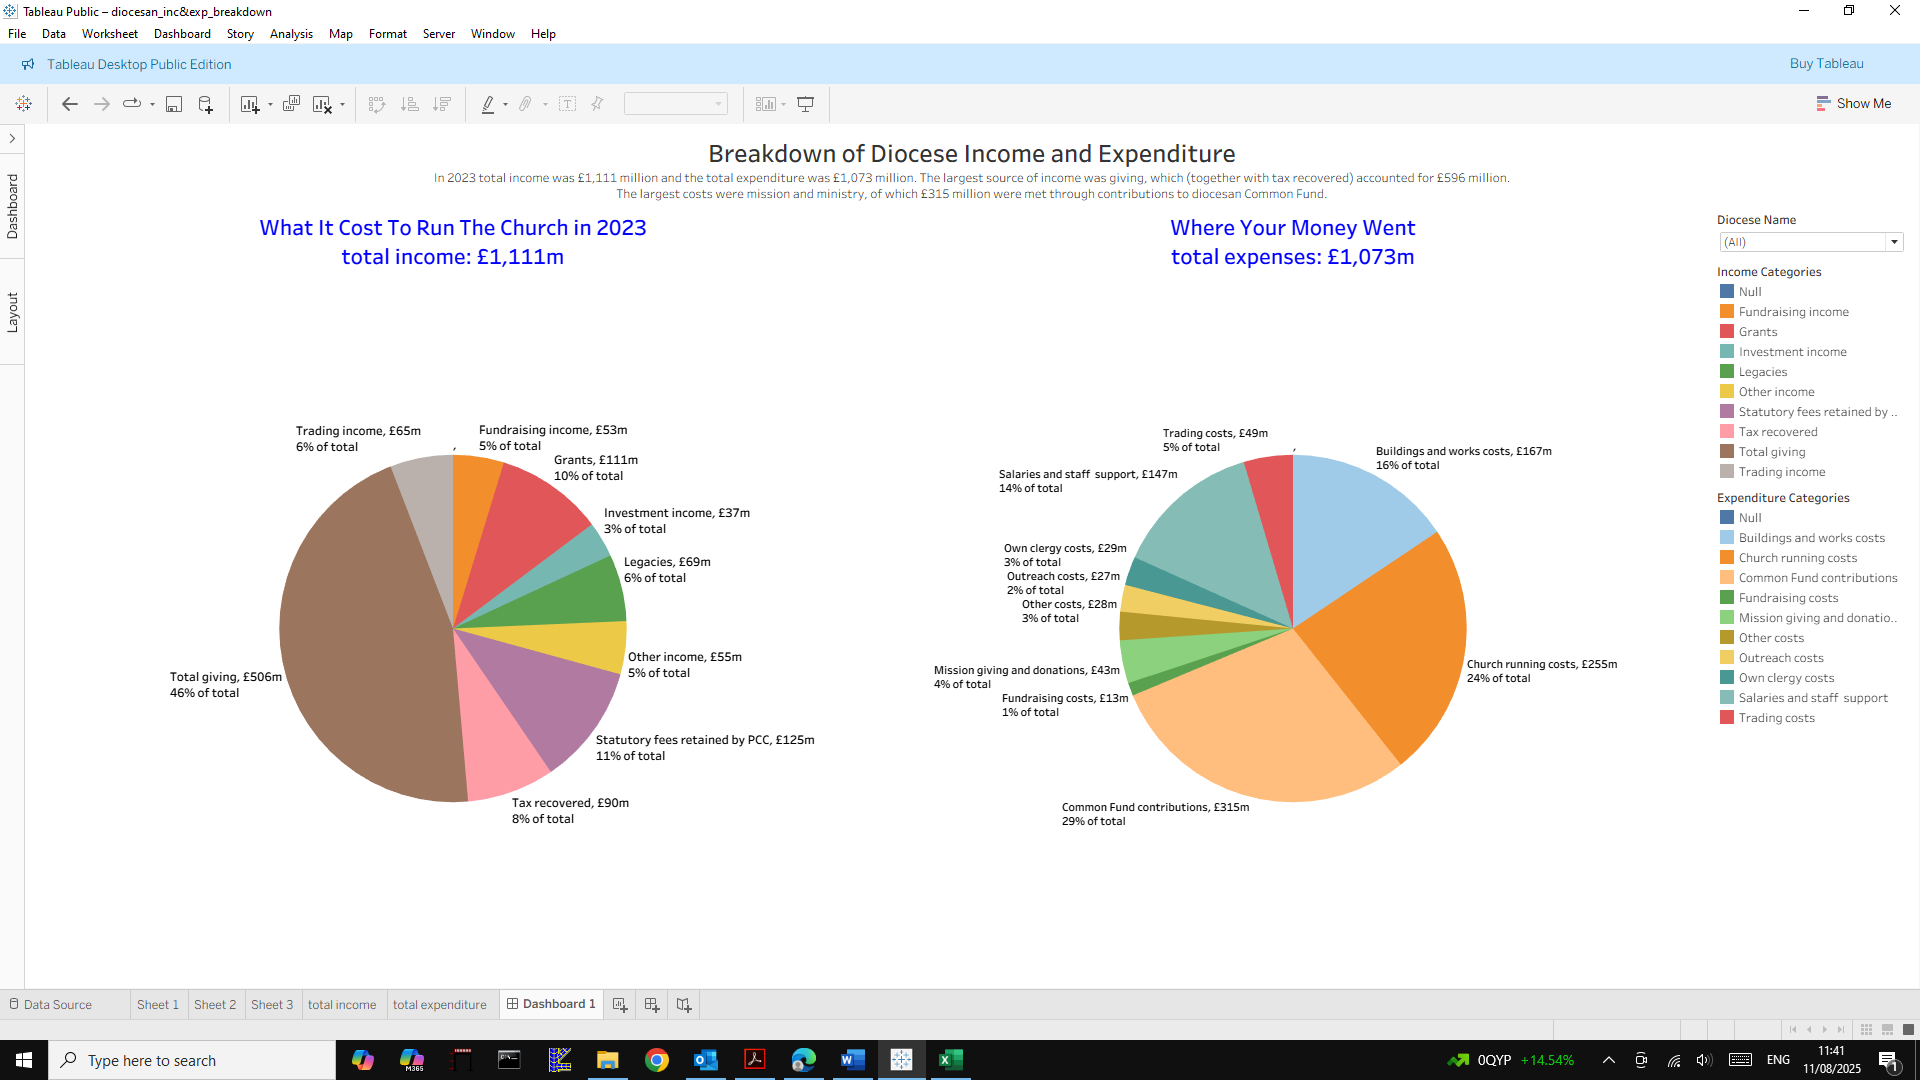 Tableau Public – diocesan_inc&exp_breakdown
File Data Worksheet Dashboard Story Analysis Map Format Server Window Help
Tableau Desktop Public Edition
Buy Tableau
Show Me
Dashboard
Layout
Breakdown of Diocese Income and Expenditure
In 2023 total income was £1,111 million and the total expenditure was £1,073 million. The largest source of income was giving, which (together with tax recovered) accounted for £596 million.
The largest costs were mission and ministry, of which £315 million were met through contributions to diocesan Common Fund.
What It Cost To Run The Church in 2023
total income: £1,111m
Trading income, £65m
6% of total
,
Fundraising income, £53m
5% of total
Grants, £111m
10% of total
Investment income, £37m
3% of total
Legacies, £69m
6% of total
Other income, £55m
5% of total
Statutory fees retained by PCC, £125m
11% of total
Tax recovered, £90m
8% of total
Total giving, £506m
46% of total
Where Your Money Went
total expenses: £1,073m
Trading costs, £49m
5% of total
,
Buildings and works costs, £167m
16% of total
Salaries and staff support, £147m
14% of total
Own clergy costs, £29m
3% of total
Outreach costs, £27m
2% of total
Other costs, £28m
3% of total
Mission giving and donations, £43m
4% of total
Fundraising costs, £13m
1% of total
Church running costs, £255m
24% of total
Common Fund contributions, £315m
29% of total
Diocese Name
(All)
Income Categories
Null
Fundraising income
Grants
Investment income
Legacies
Other income
Statutory fees retained by ..
Tax recovered
Total giving
Trading income
Expenditure Categories
Null
Buildings and works costs
Church running costs
Common Fund contributions
Fundraising costs
Mission giving and donatio..
Other costs
Outreach costs
Own clergy costs
Salaries and staff support
Trading costs
Data Source Sheet 1 Sheet 2 Sheet 3 total income total expenditure Dashboard 1
Type here to search
M365
0QYP +14.54%
ENG
11:41
11/08/2025
1